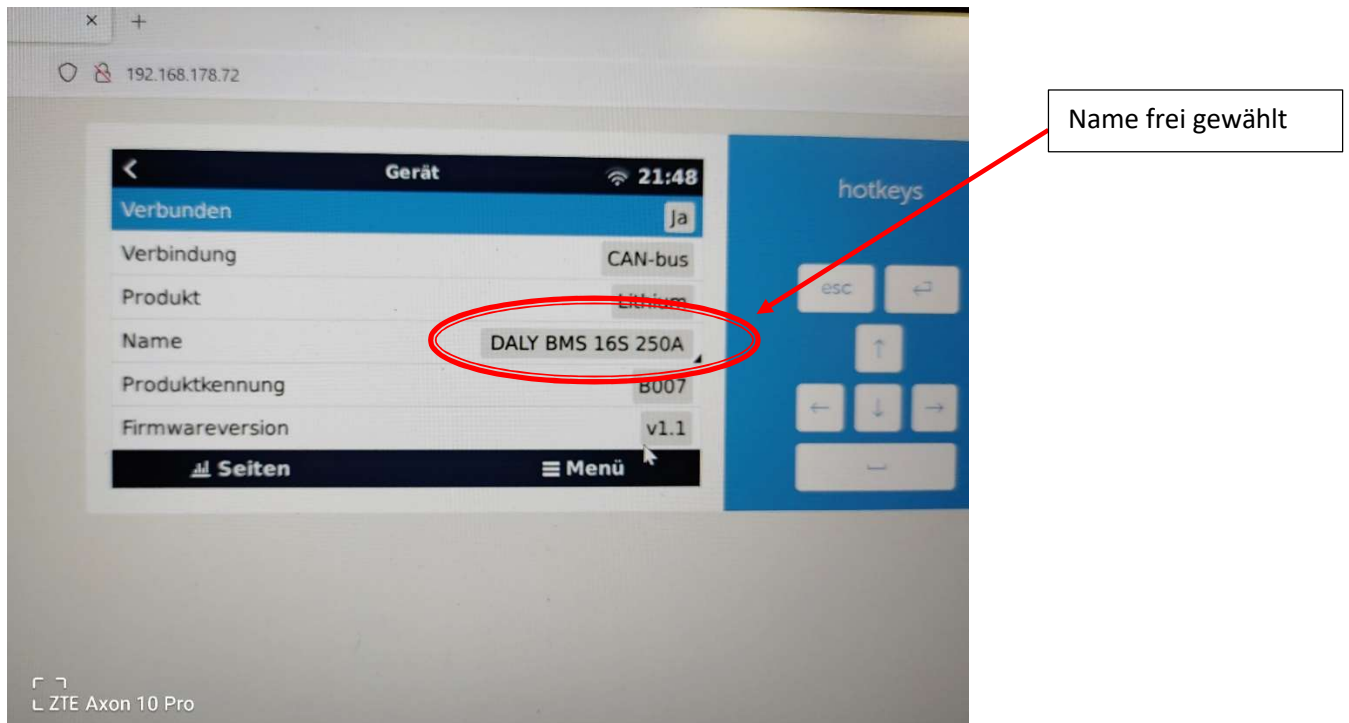 192.168.178.72
Name frei gewählt
Gerät 21:48
hotkeys
Verbunden Ja
Verbindung CAN-bus
Produkt Lithium
esc
Name DALY BMS 16S 250A
Produktkennung B007
Firmwareversion v1.1
Seiten Menü
ZTE Axon 10 Pro